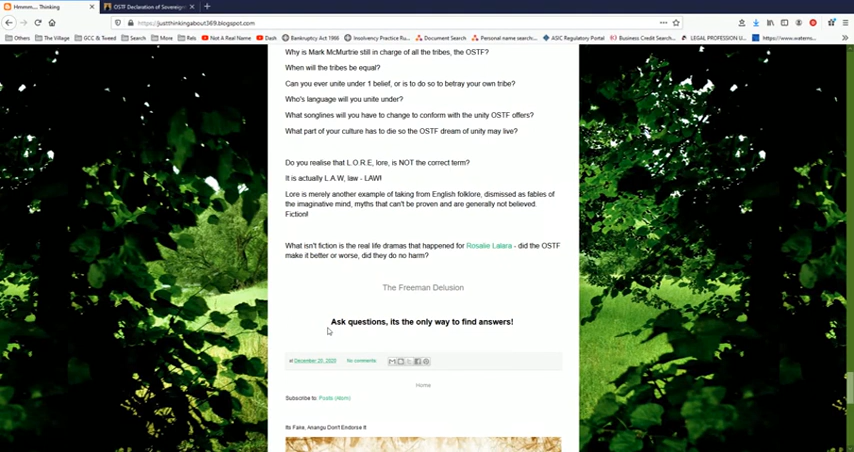 Hmmm..... Thinking
OSTF Declaration of Sovereign
https://justthinkingabout369.blogspot.com
Others
The Village
GCC & Tweed
Search
More
Rels
Not A Real Name
Dash
Bankruptcy Act 1966
Insolvency Practice Ru
Document Search
Personal name searc
ASIC Regulatory Portal
Business Credit Searc
LEGAL PROFESSION U
Why is Mark McMurtrie still in charge of all the tribes, the OSTF?
When will the tribes be equal?
Can you ever unite under 1 belief, or is to do so to betray your own tribe?
Who's language will you unite under?
What songlines will you have to change to conform with the unity OSTF offers?
What part of your culture has to die so the OSTF dream of unity may live?
Do you realise that L.O.R.E, lore, is NOT the correct term?
It is actually L.A.W, law - LAW!
Lore is merely another example of taking from English folklore, dismissed as fables of
the imaginative mind, myths that can't be proven and are generally not believed.
Fiction!
What isn't fiction is the real life dramas that happened for Rosalie Lalara - did the OSTF
make it better or worse, did they do no harm?
The Freeman Delusion
Ask questions, its the only way to find answers!
No comments:
Home
Subscribe to: Posts (Atom)
Its Fake, Anangu Don't Endorse It